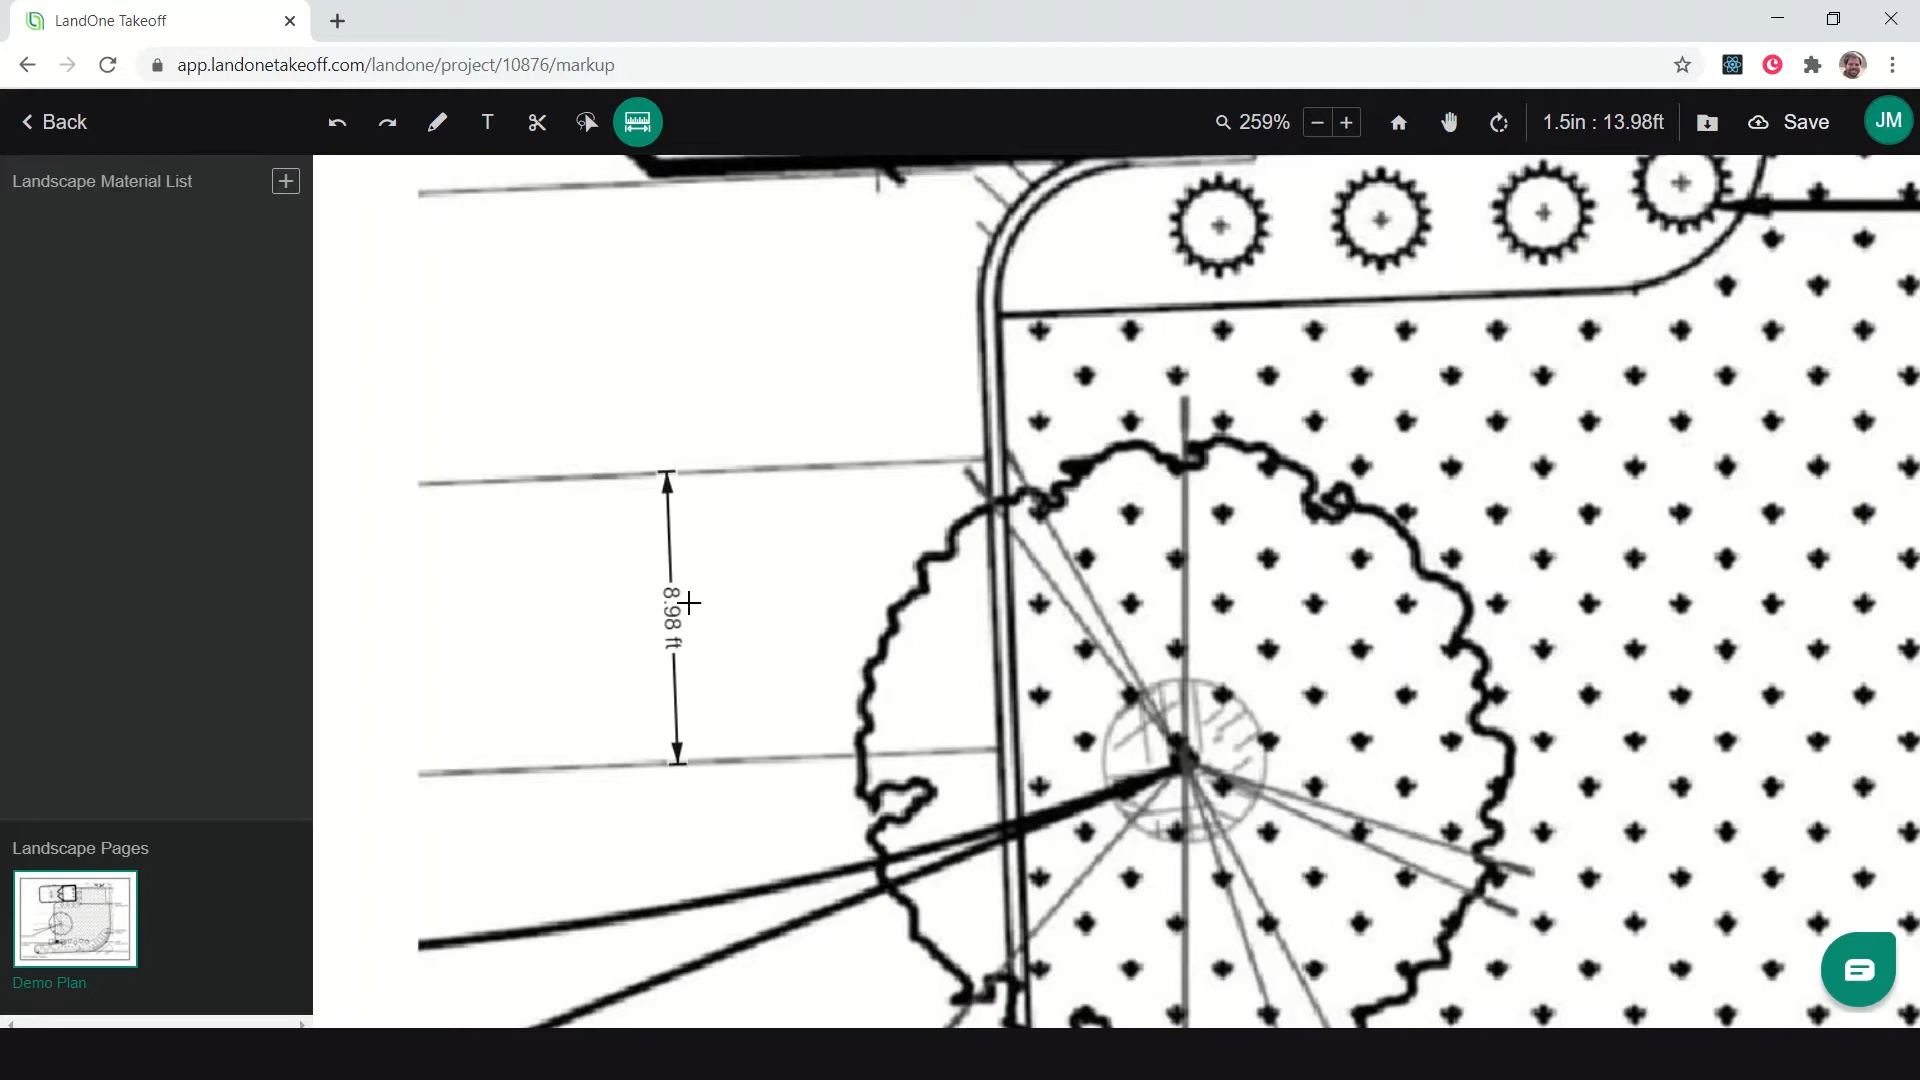 LandOne Takeoff
app.landonetakeoff.com/landone/project/10876/markup
Back
T
259%
1.5in : 13.98ft
Save
JM
Landscape Material List
8.98 ft
Landscape Pages
Demo Plan